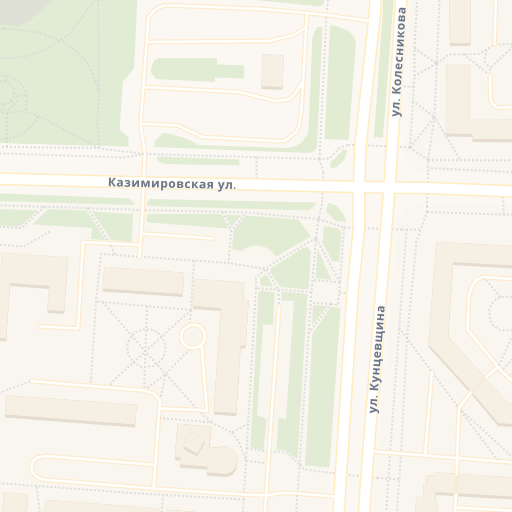 ул. Колесникова
Казимировская ул.
ул. Кунцевщина